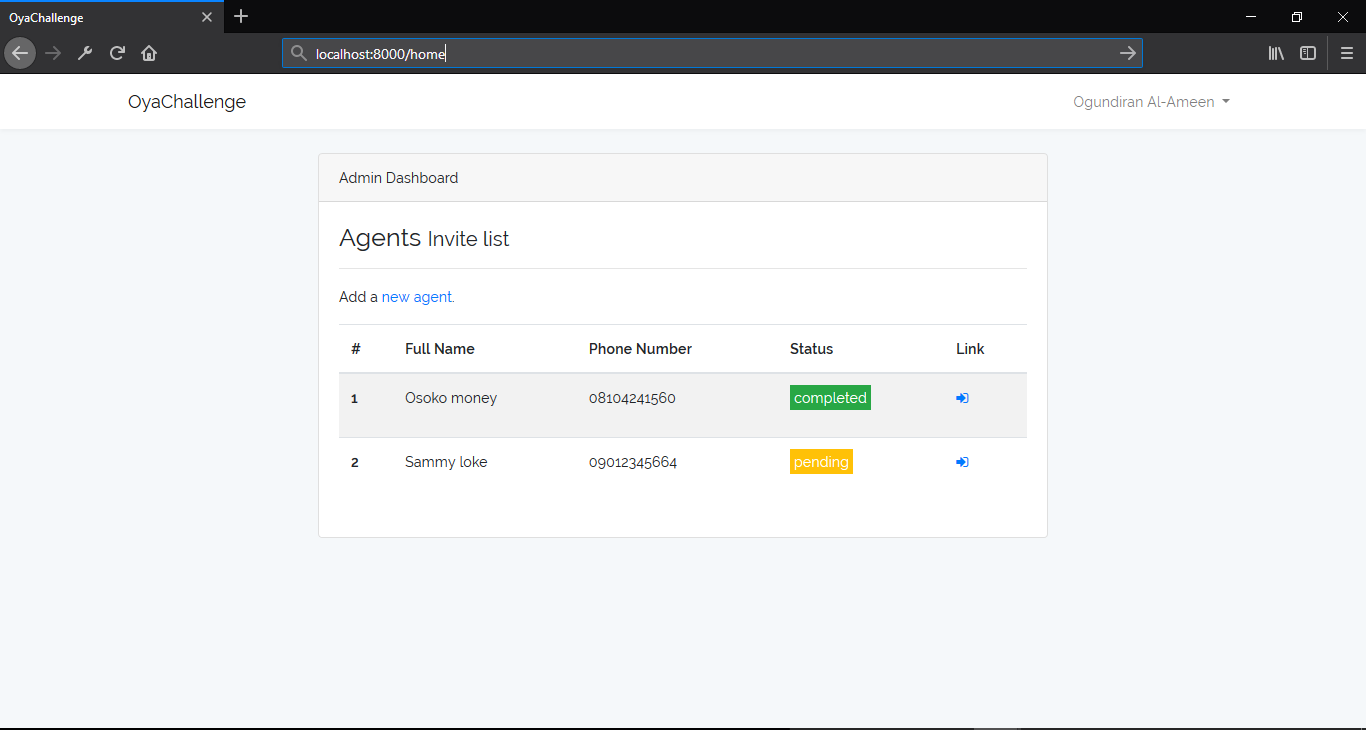 OyaChallenge
localhost:8000/home
OyaChallenge
Ogundiran Al-Ameen
Admin Dashboard
Agents Invite list
Add a new agent.
# Full Name Phone Number Status Link
1 Osoko money 08104241560 completed
2 Sammy loke 09012345664 pending